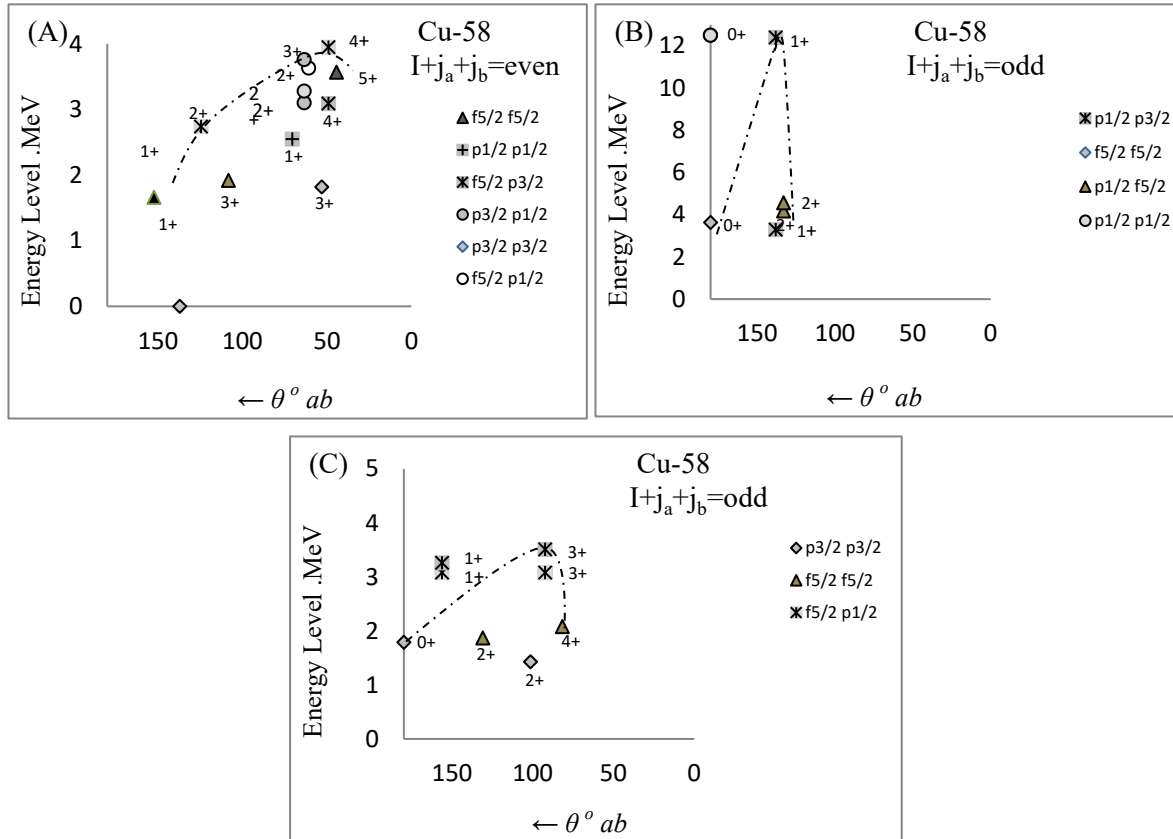 (A)
Cu-58
I+jₐ+j_b=even
Energy Level .MeV
4
3
2
1
0
150
100
50
0
← θ° ab
1+
1+
2+
3+
2
+
2+
2+
3+
1+
3+
4+
4+
5+
f5/2 f5/2
p1/2 p1/2
f5/2 p3/2
p3/2 p1/2
p3/2 p3/2
f5/2 p1/2
(B)
Cu-58
I+jₐ+j_b=odd
Energy Level .MeV
12
10
8
6
4
2
0
150
100
50
0
← θ° ab
0+
1+
0+
2+
2+
1+
p1/2 p3/2
f5/2 f5/2
p1/2 f5/2
p1/2 p1/2
(C)
Cu-58
I+jₐ+j_b=odd
Energy Level .MeV
5
4
3
2
1
0
150
100
50
0
← θ° ab
1+
1+
3+
3+
0+
2+
4+
2+
p3/2 p3/2
f5/2 f5/2
f5/2 p1/2